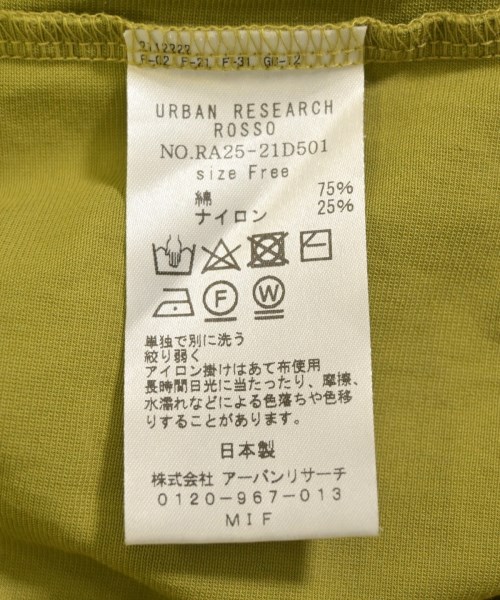 URBAN RESEARCH
ROSSO
NO.RA25-21D501
size Free
綿 75%
ナイロン 25%
F
W
単独で別に洗う
絞り弱く
アイロン掛けはあて布使用
長時間日光に当たったり、摩擦、
水濡れなどによる色落ちや色移
りすることがあります。
日本製
株式会社 アーバンリサーチ
0120-967-013
MIF